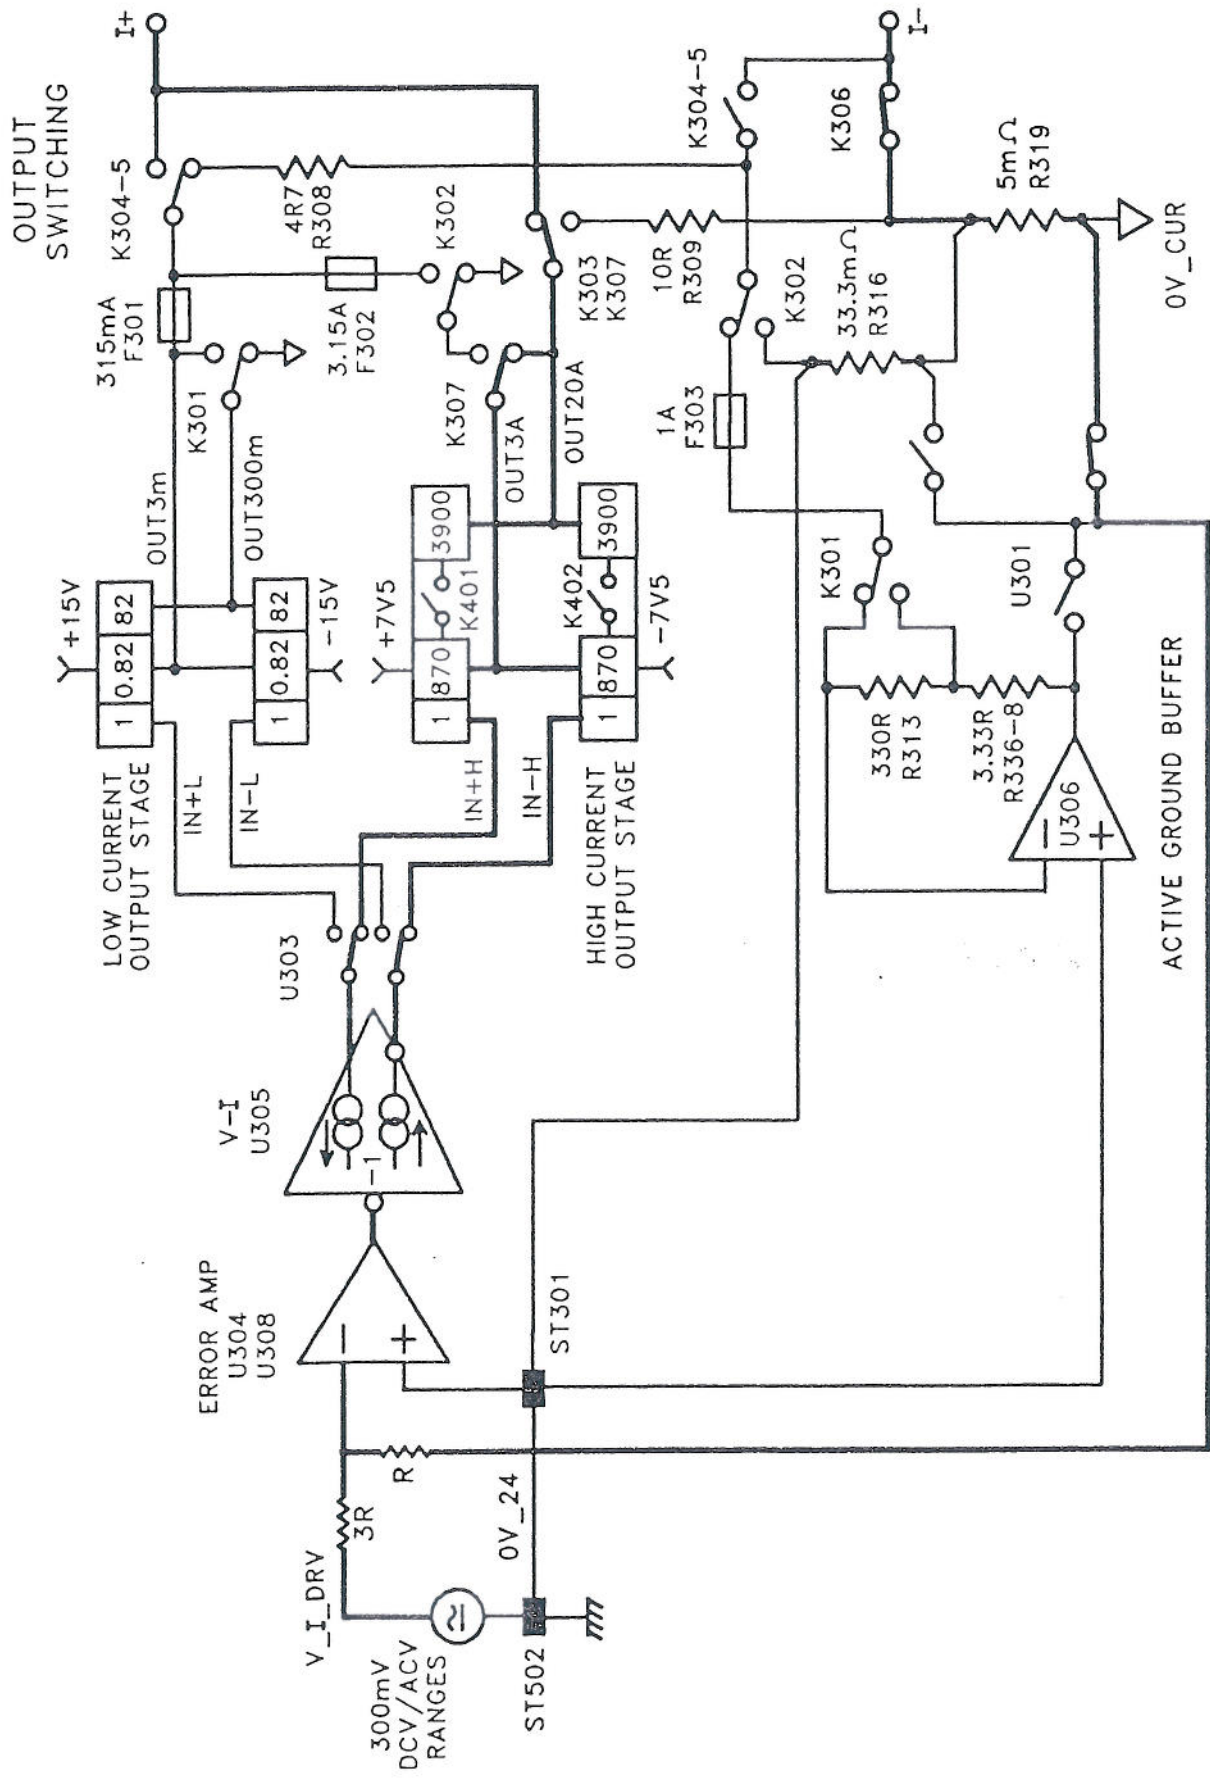 OUTPUT
SWITCHING
I+
K304-5
4R7
R308
315mA
F301
3.15A
F302
K302
K301
K307
K303
K307
OUT3m
OUT300m
OUT3A
OUT20A
10R
R309
K304-5
K306
I-
5mΩ
R319
0V_CUR
K302
33.3mΩ
R316
1A
F303
K301
U301
+15V
1 0.82 82
1 0.82 82
-15V
+7V5
1 870 3900
K401
K402
1 870 3900
-7V5
LOW CURRENT
OUTPUT STAGE
IN+L
IN-L
IN+H
IN-H
HIGH CURRENT
OUTPUT STAGE
330R
R313
3.33R
R336-8
-
U306
+
ACTIVE GROUND BUFFER
U303
V-I
U305
-1
ERROR AMP
U304
U308
-
+
ST301
R
3R
V_I_DRV
0V_24
300mV
DCV/ACV
RANGES
ST502